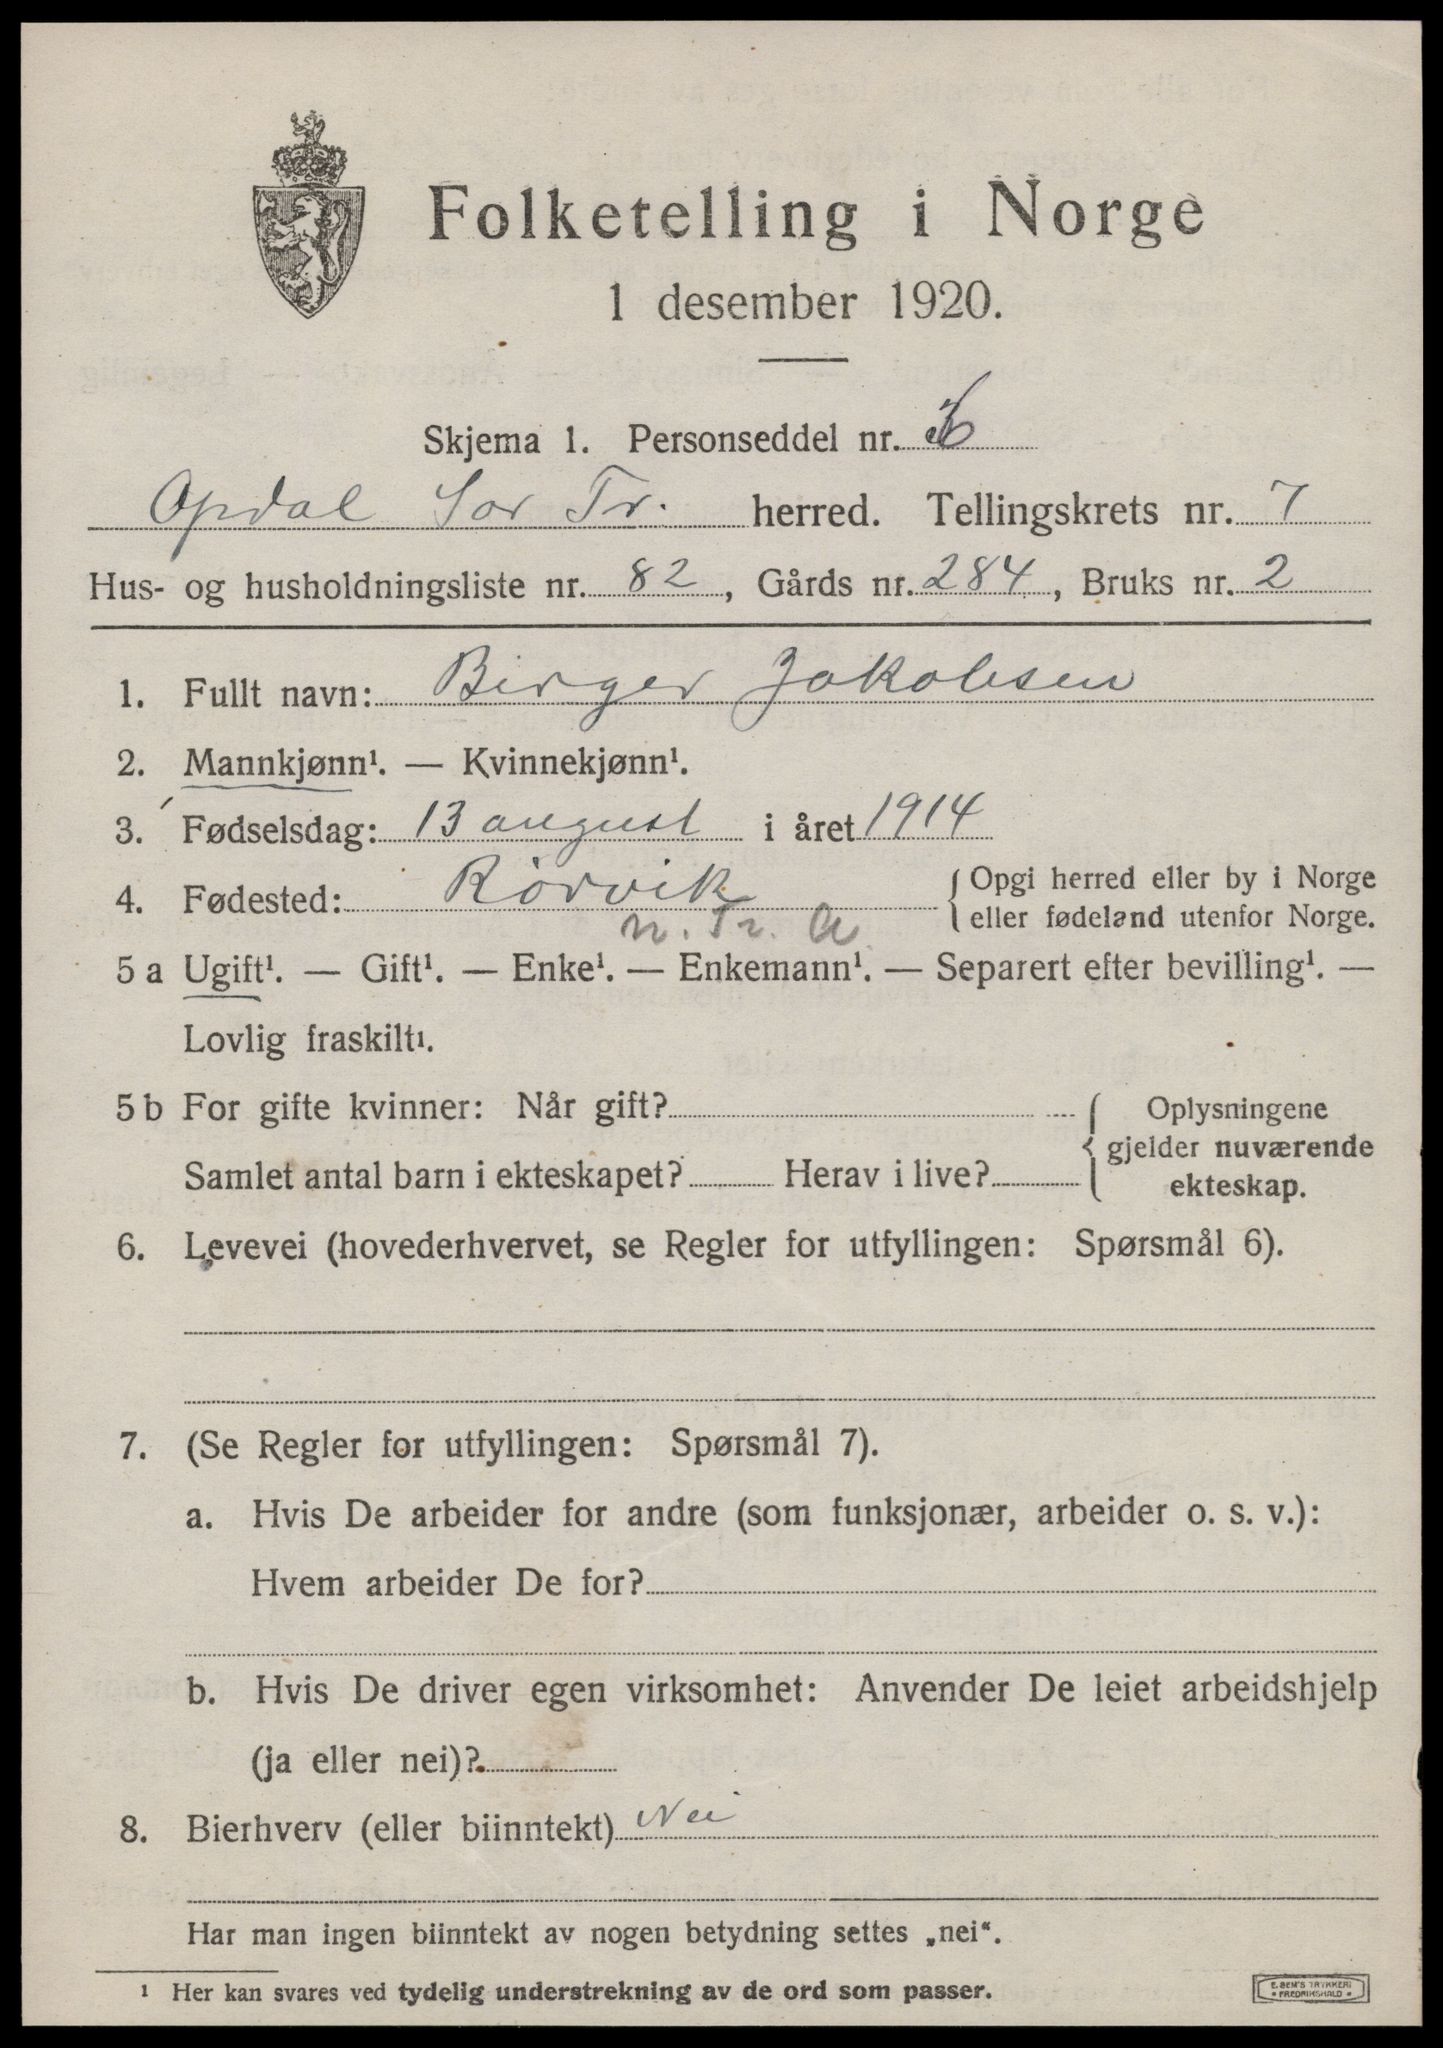 Folketelling i Norge
1 desember 1920.
Skjema 1. Personseddel nr.
Opdal Sør Tr. herred. Tellingskrets nr. 7
Hus- og husholdningsliste nr. 82, Gårds nr. 284, Bruks nr. 2
1. Fullt navn: Birger Jakobsen
2. Mannkjønn¹. — Kvinnekjønn¹.
3. Fødselsdag: 13 august i året 1914
4. Fødested: Rörvik { Opgi herred eller by i Norge
eller fødeland utenfor Norge.
n. Tr. a
5 a Ugift¹. — Gift¹. — Enke¹. — Enkemann¹. — Separert efter bevilling¹. —
Lovlig fraskilt¹.
5 b For gifte kvinner: Når gift? { Oplysningene
gjelder nuværende
Samlet antal barn i ekteskapet? Herav i live? ekteskap.
6. Levevei (hovederhvervet, se Regler for utfyllingen: Spørsmål 6).
7. (Se Regler for utfyllingen: Spørsmål 7).
a. Hvis De arbeider for andre (som funksjonær, arbeider o. s. v.):
Hvem arbeider De for?
b. Hvis De driver egen virksomhet: Anvender De leiet arbeidshjelp
(ja eller nei)?
8. Bierhverv (eller biinntekt) Nei
Har man ingen biinntekt av nogen betydning settes „nei“.
¹ Her kan svares ved tydelig understrekning av de ord som passer.
E. SEM'S TRYKKERI
• FREDRIKSHALD •